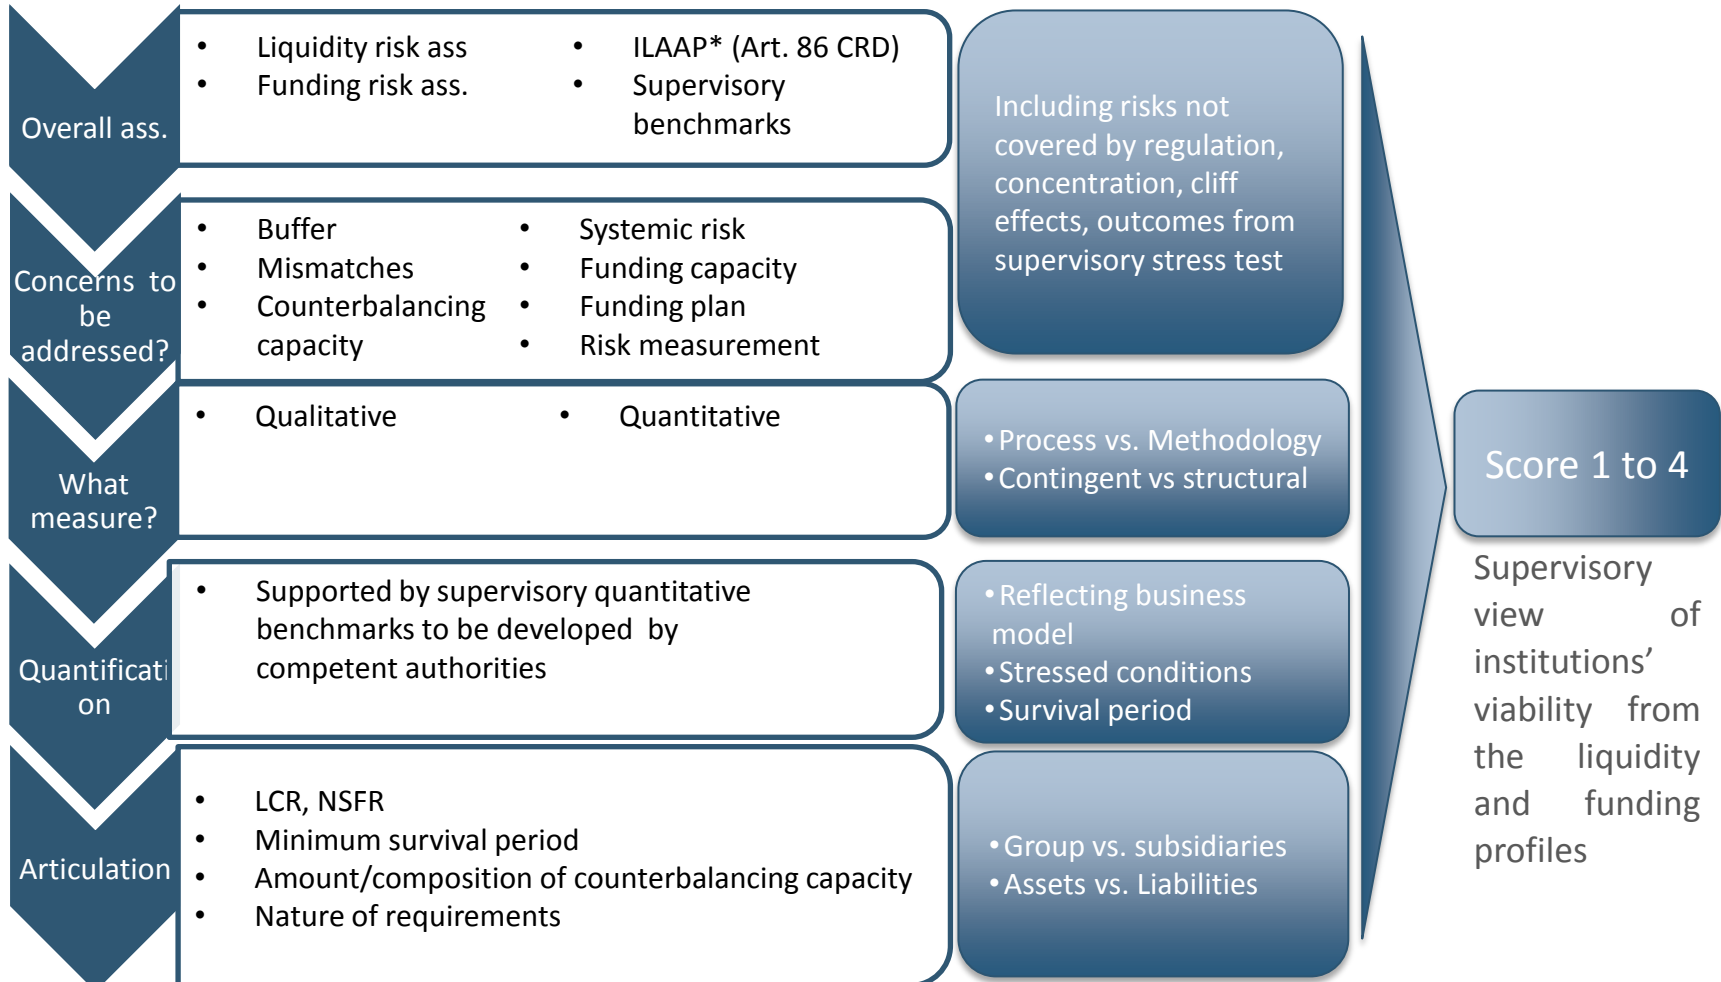 Overall ass.
• Liquidity risk ass
• Funding risk ass.
• ILAAP* (Art. 86 CRD)
• Supervisory
benchmarks
Including risks not
covered by regulation,
concentration, cliff
effects, outcomes from
supervisory stress test
Concerns to
be
addressed?
• Buffer
• Mismatches
• Counterbalancing
capacity
• Systemic risk
• Funding capacity
• Funding plan
• Risk measurement
What
measure?
• Qualitative
• Quantitative
• Process vs. Methodology
• Contingent vs structural
Quantificati
on
• Supported by supervisory quantitative
benchmarks to be developed by
competent authorities
• Reflecting business
model
• Stressed conditions
• Survival period
Articulation
• LCR, NSFR
• Minimum survival period
• Amount/composition of counterbalancing capacity
• Nature of requirements
• Group vs. subsidiaries
• Assets vs. Liabilities
Score 1 to 4
Supervisory
view of
institutions’
viability from
the liquidity
and funding
profiles